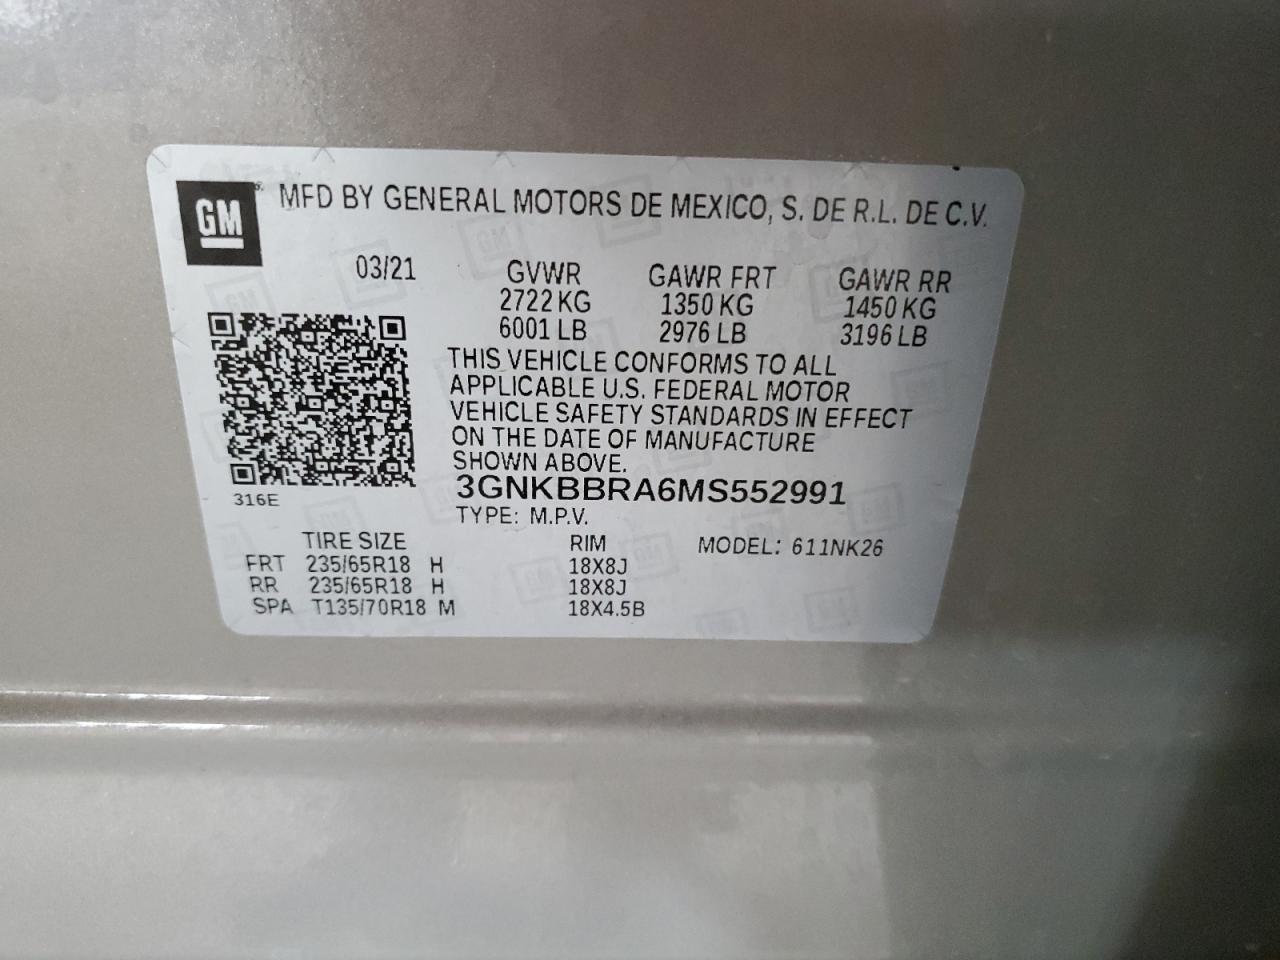 GM
MFD BY GENERAL MOTORS DE MEXICO, S. DE R.L. DE C.V.
03/21 GVWR GAWR FRT GAWR RR
2722 KG 1350 KG 1450 KG
6001 LB 2976 LB 3196 LB
THIS VEHICLE CONFORMS TO ALL
APPLICABLE U.S. FEDERAL MOTOR
VEHICLE SAFETY STANDARDS IN EFFECT
ON THE DATE OF MANUFACTURE
SHOWN ABOVE.
3GNKBBRA6MS552991
316E
TYPE: M.P.V.
TIRE SIZE RIM MODEL: 611NK26
FRT 235/65R18 H 18X8J
RR 235/65R18 H 18X8J
SPA T135/70R18 M 18X4.5B